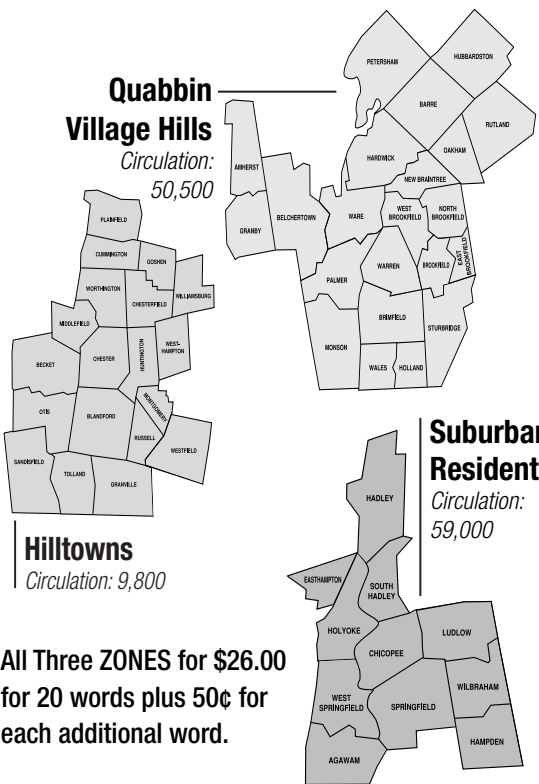 Quabbin
Village Hills
Circulation:
50,500
PETERSHAM
HUBBARDSTON
BARRE
RUTLAND
OAKHAM
HARDWICK
NEW BRAINTREE
AMHERST
GRANBY
BELCHERTOWN
WARE
WEST
BROOKFIELD
NORTH
BROOKFIELD
EAST
BROOKFIELD
BROOKFIELD
WARREN
PALMER
BRIMFIELD
STURBRIDGE
MONSON
WALES
HOLLAND
PLAINFIELD
CUMMINGTON
GOSHEN
WORTHINGTON
CHESTERFIELD
WILLIAMSBURG
MIDDLEFIELD
BECKET
CHESTER
HUNTINGTON
WEST-
HAMPTON
OTIS
BLANDFORD
MONTGOMERY
RUSSELL
WESTFIELD
SANDISFIELD
TOLLAND
GRANVILLE
Hilltowns
Circulation: 9,800
Suburban
Resident
Circulation:
59,000
HADLEY
EASTHAMPTON
SOUTH
HADLEY
HOLYOKE
CHICOPEE
LUDLOW
WEST
SPRINGFIELD
SPRINGFIELD
WILBRAHAM
AGAWAM
HAMPDEN
All Three ZONES for $26.00
for 20 words plus 50¢ for
each additional word.